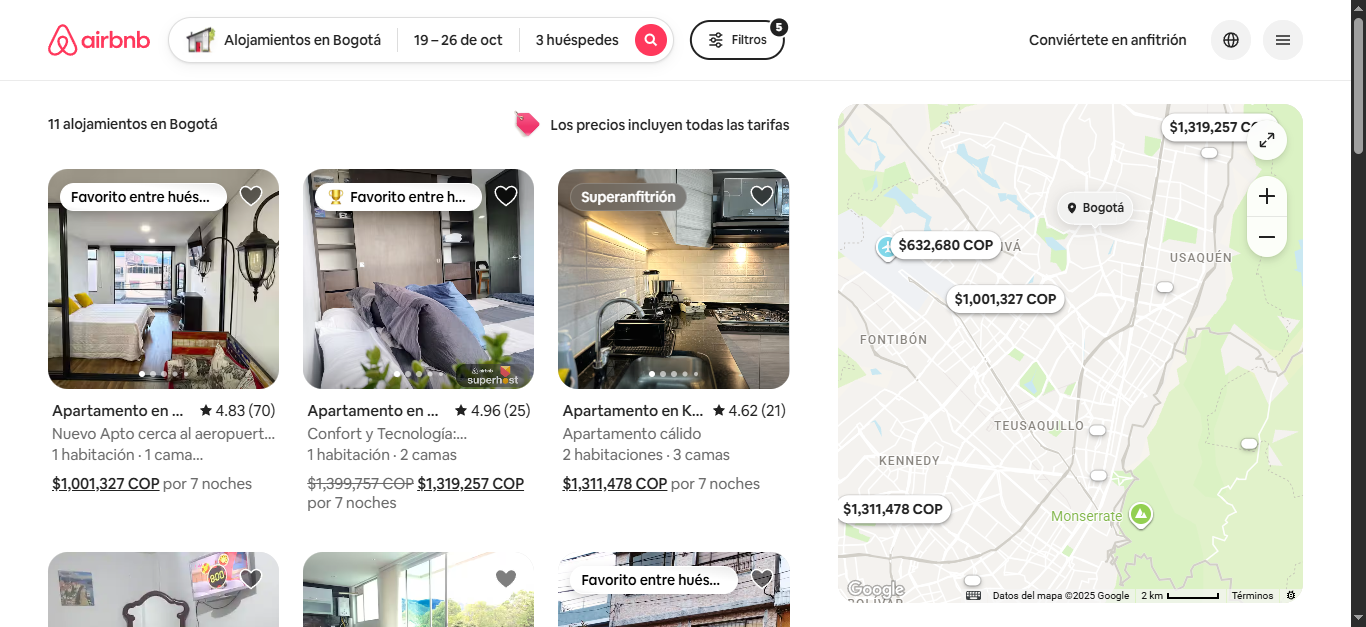 airbnb
Alojamientos en Bogotá
19 – 26 de oct
3 huéspedes
Filtros
5
Conviértete en anfitrión
11 alojamientos en Bogotá
Los precios incluyen todas las tarifas
Favorito entre hués...
Favorito entre h...
Superanfitrión
airbnb
superhost
Apartamento en ...
4.83 (70)
Nuevo Apto cerca al aeropuert...
1 habitación · 1 cama...
$1,001,327 COP por 7 noches
Apartamento en ...
4.96 (25)
Confort y Tecnología:...
1 habitación · 2 camas
$1,399,757 COP $1,319,257 COP
por 7 noches
Apartamento en K...
4.62 (21)
Apartamento cálido
2 habitaciones · 3 camas
$1,311,478 COP por 7 noches
800
Favorito entre hués...
$1,319,257 CO
Bogotá
$632,680 COP
VÁ
USAQUÉN
$1,001,327 COP
FONTIBÓN
TEUSAQUILLO
KENNEDY
$1,311,478 COP
Monserrate
Google
BOLIVAR
Datos del mapa ©2025 Google
2 km
Términos